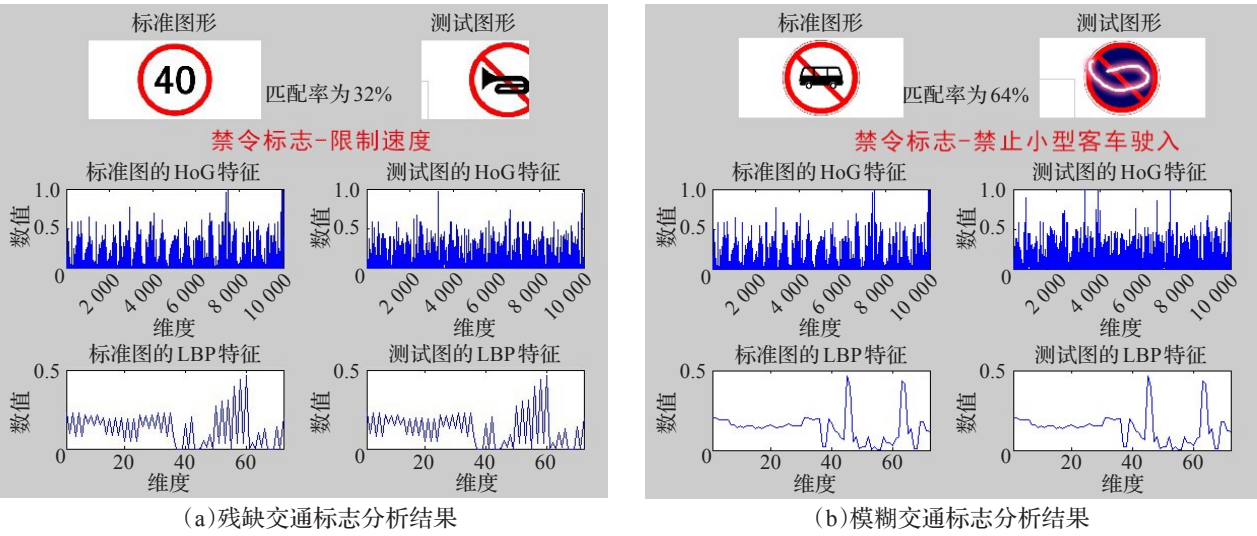 标准图形
测试图形
40
匹配率为32%
禁令标志-限制速度
标准图的HoG特征
测试图的HoG特征
数值
1.0
0.5
0
2 000
4 000
6 000
8 000
10 000
维度
数值
1.0
0.5
0
2 000
4 000
6 000
8 000
10 000
维度
标准图的LBP特征
测试图的LBP特征
数值
0.5
0
20
40
60
维度
数值
0.5
0
20
40
60
维度
(a)残缺交通标志分析结果
标准图形
测试图形
匹配率为64%
禁令标志-禁止小型客车驶入
标准图的HoG特征
测试图的HoG特征
数值
1.0
0.5
0
2 000
4 000
6 000
8 000
10 000
维度
数值
1.0
0.5
0
2 000
4 000
6 000
8 000
10 000
维度
标准图的LBP特征
测试图的LBP特征
数值
0.5
0
20
40
60
维度
数值
0.5
0
20
40
60
维度
(b)模糊交通标志分析结果